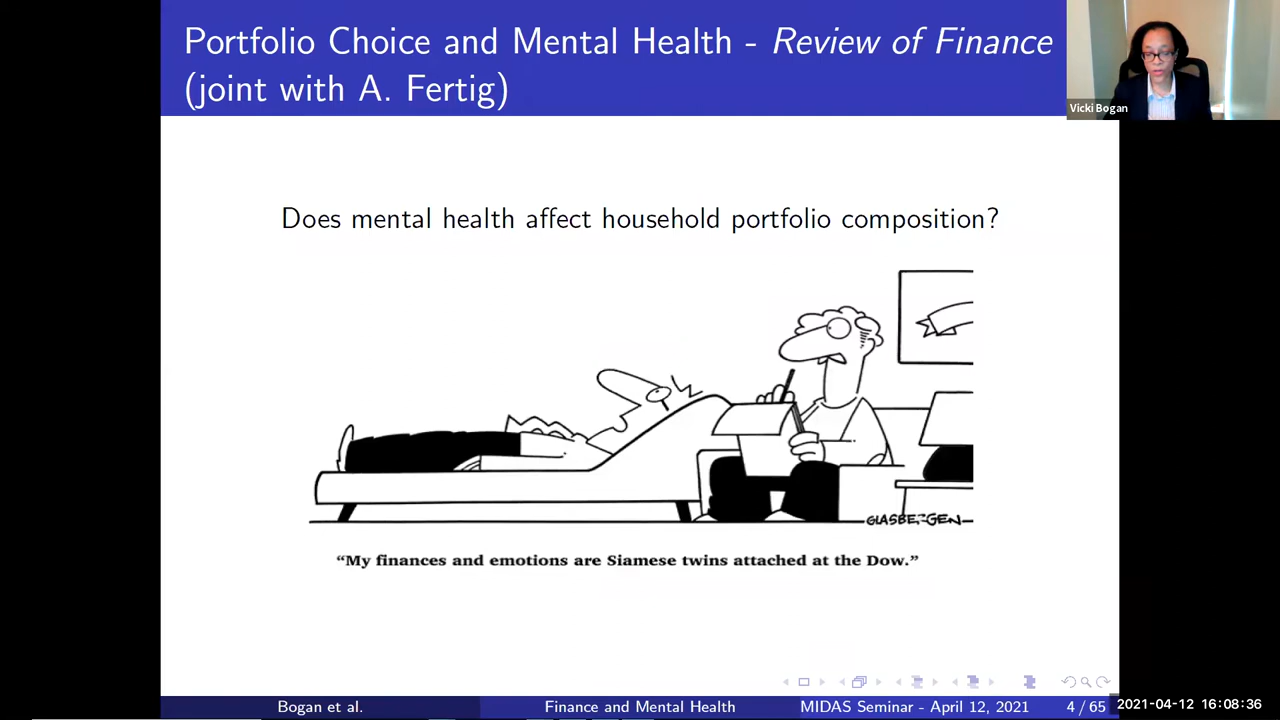 Portfolio Choice and Mental Health - Review of Finance
(joint with A. Fertig)
Vicki Bogan
Does mental health affect household portfolio composition?
GLASBERGEN
“My finances and emotions are Siamese twins attached at the Dow.”
Bogan et al.
Finance and Mental Health
MIDAS Seminar - April 12, 2021
4 / 65
2021-04-12 16:08:36